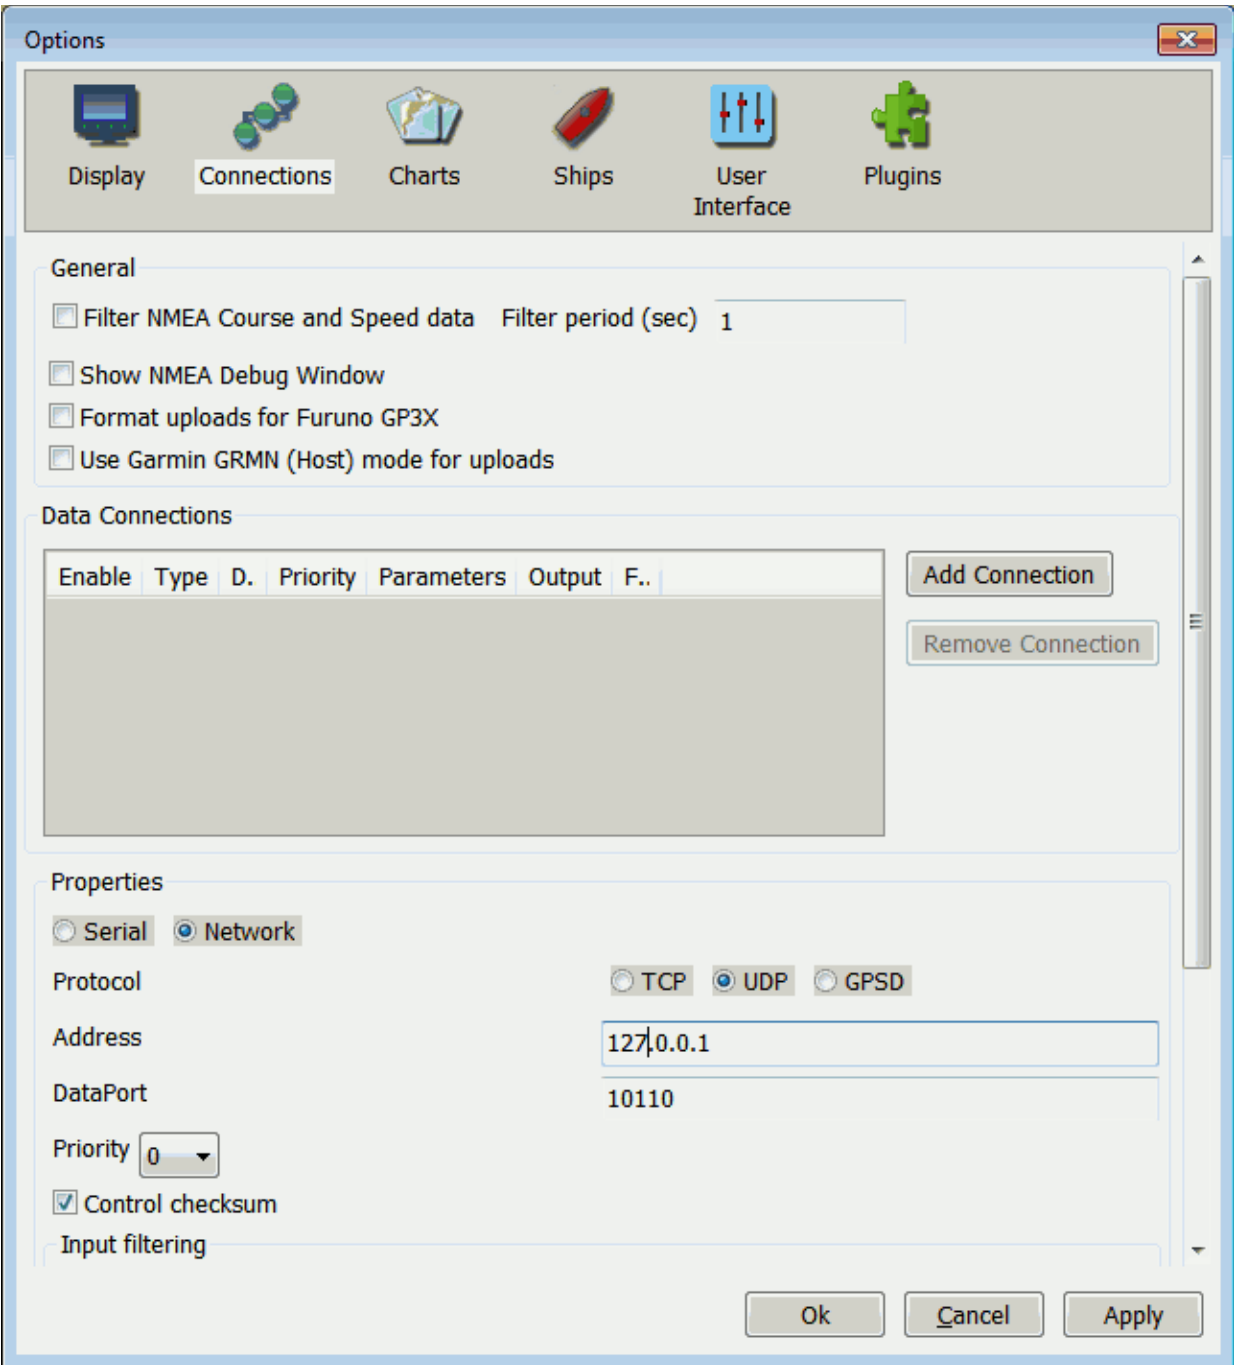 Options
Display Connections Charts Ships User Interface Plugins
General
Filter NMEA Course and Speed data Filter period (sec) 1
Show NMEA Debug Window
Format uploads for Furuno GP3X
Use Garmin GRMN (Host) mode for uploads
Data Connections
Enable Type D. Priority Parameters Output F..
Add Connection
Remove Connection
Properties
Serial Network
Protocol TCP UDP GPSD
Address 127.0.0.1
DataPort 10110
Priority 0
Control checksum
Input filtering
Ok Cancel Apply